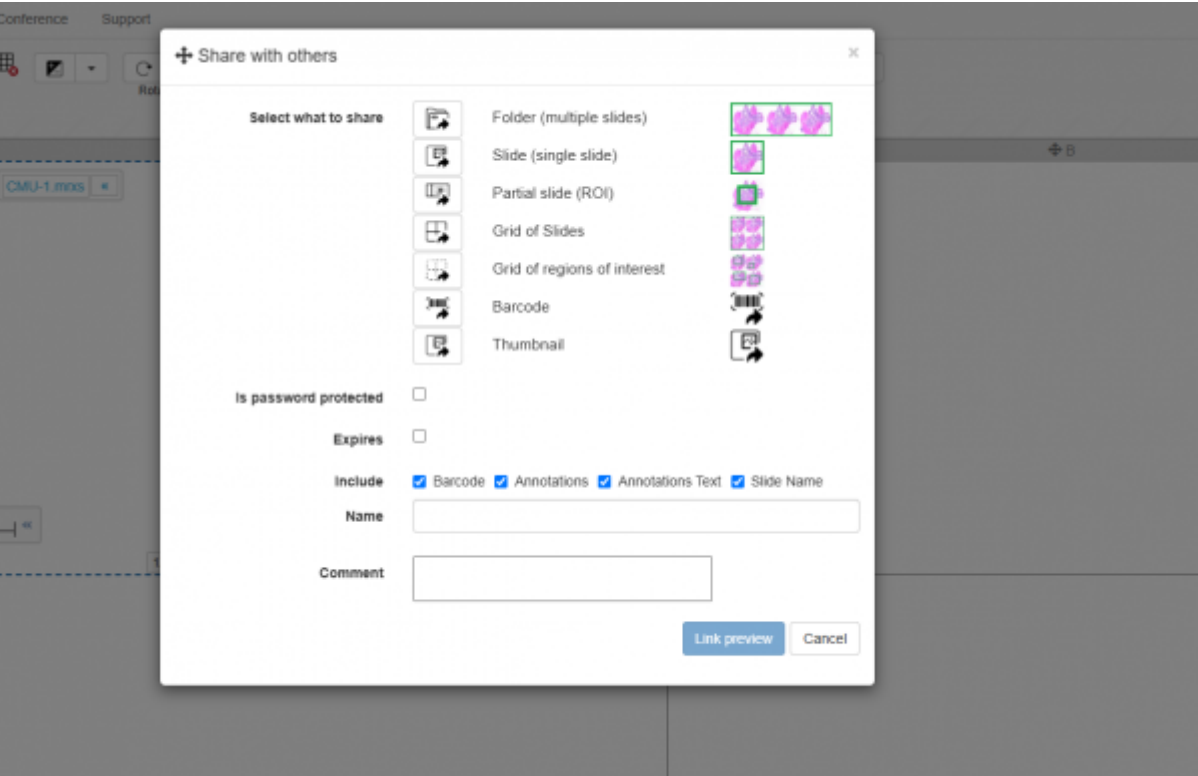 Conference Support
Share with others ×
Select what to share
Folder (multiple slides)
Slide (single slide)
Partial slide (ROI)
Grid of Slides
Grid of regions of interest
Barcode
Thumbnail
Is password protected
Expires
Include Barcode Annotations Annotations Text Slide Name
Name
Comment
Link preview Cancel
B
CMU-1.mrxs «
«
1